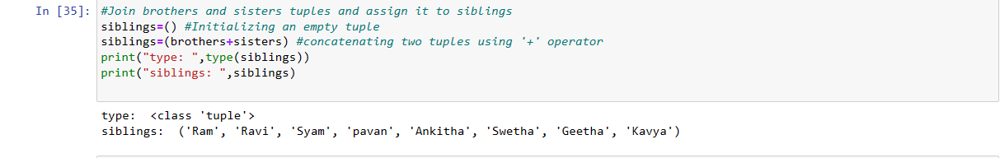 In [35]: #Join brothers and sisters tuples and assign it to siblings
siblings=() #Initializing an empty tuple
siblings=(brothers+sisters) #concatenating two tuples using '+' operator
print("type: ",type(siblings))
print("siblings: ",siblings)
type:  <class 'tuple'>
siblings:  ('Ram', 'Ravi', 'Syam', 'pavan', 'Ankitha', 'Swetha', 'Geetha', 'Kavya')